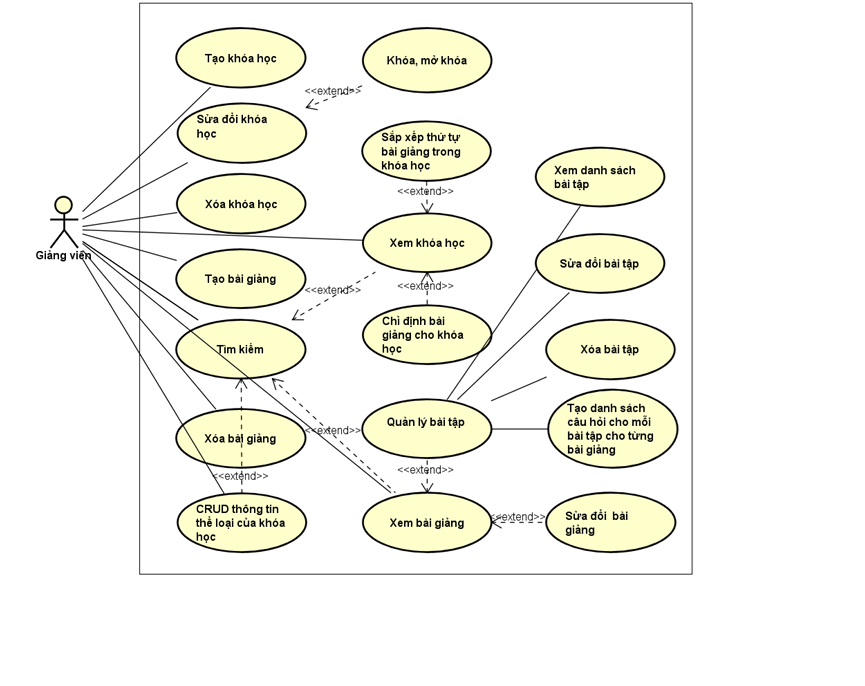 Tạo khóa học
Khóa, mở khóa
<<extend>>
Sửa đổi khóa
học
Sắp xếp thứ tự
bài giảng trong
khóa học
Xem danh sách
bài tập
<<extend>>
Xóa khóa học
Giảng viên
Xem khóa học
Sửa đổi bài tập
Tạo bài giảng
<<extend>>
<<extend>>
Chỉ định bài
giảng cho khóa
học
Tìm kiếm
Xóa bài tập
Quản lý bài tập
Tạo danh sách
câu hỏi cho mỗi
bài tập cho từng
bài giảng
<<extend>>
Xóa bài giảng
<<extend>>
<<extend>>
CRUD thông tin
thể loại của khóa
học
Xem bài giảng
<<extend>>
Sửa đổi bài
giảng